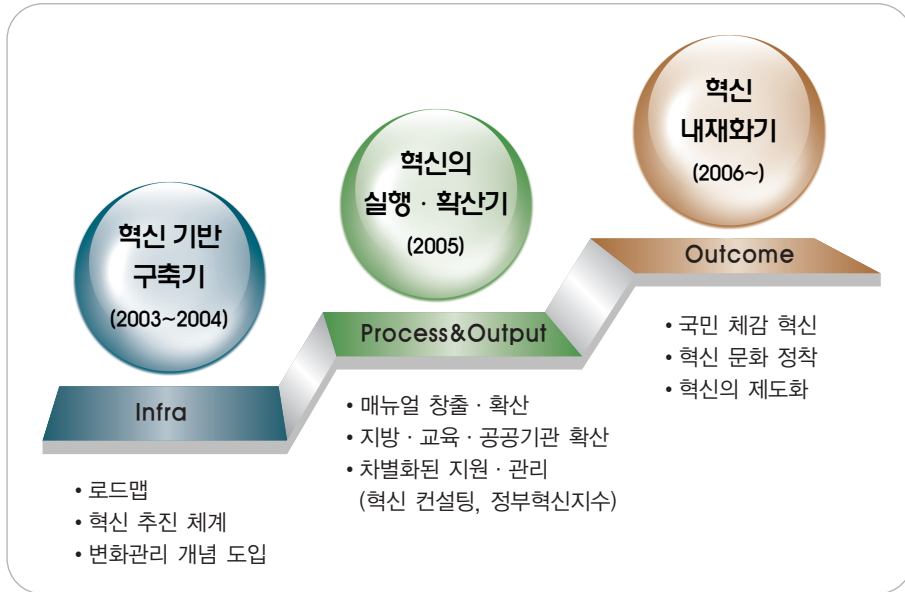 혁신 기반
구축기
(2003~2004)
Infra
• 로드맵
• 혁신 추진 체계
• 변화관리 개념 도입
혁신의
실행 · 확산기
(2005)
Process&Output
• 매뉴얼 창출 · 확산
• 지방 · 교육 · 공공기관 확산
• 차별화된 지원 · 관리
(혁신 컨설팅, 정부혁신지수)
혁신
내재화기
(2006~)
Outcome
• 국민 체감 혁신
• 혁신 문화 정착
• 혁신의 제도화